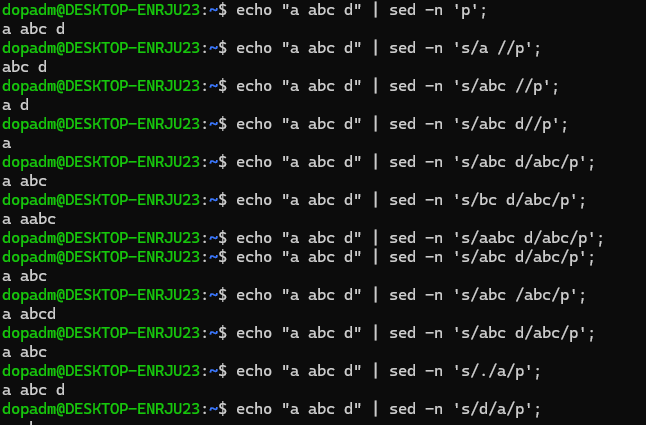 dopadm@DESKTOP-ENRJU23:~$ echo "a abc d" | sed -n 'p';
a abc d
dopadm@DESKTOP-ENRJU23:~$ echo "a abc d" | sed -n 's/a //p';
abc d
dopadm@DESKTOP-ENRJU23:~$ echo "a abc d" | sed -n 's/abc //p';
a d
dopadm@DESKTOP-ENRJU23:~$ echo "a abc d" | sed -n 's/abc d//p';
a
dopadm@DESKTOP-ENRJU23:~$ echo "a abc d" | sed -n 's/abc d/abc/p';
a abc
dopadm@DESKTOP-ENRJU23:~$ echo "a abc d" | sed -n 's/bc d/abc/p';
a aabc
dopadm@DESKTOP-ENRJU23:~$ echo "a abc d" | sed -n 's/aabc d/abc/p';
dopadm@DESKTOP-ENRJU23:~$ echo "a abc d" | sed -n 's/abc d/abc/p';
a abc
dopadm@DESKTOP-ENRJU23:~$ echo "a abc d" | sed -n 's/abc /abc/p';
a abcd
dopadm@DESKTOP-ENRJU23:~$ echo "a abc d" | sed -n 's/abc d/abc/p';
a abc
dopadm@DESKTOP-ENRJU23:~$ echo "a abc d" | sed -n 's/./a/p';
a abc d
dopadm@DESKTOP-ENRJU23:~$ echo "a abc d" | sed -n 's/d/a/p';